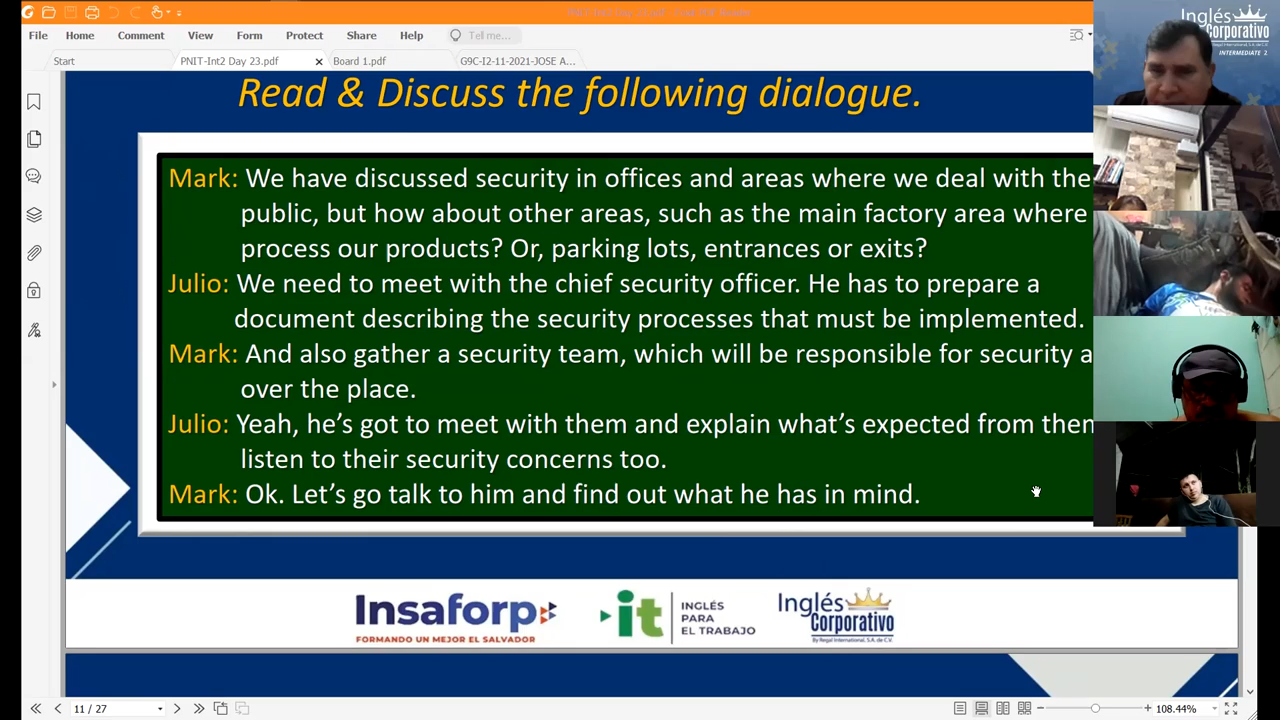 File Home Comment View Form Protect Share Help Tell me...
Start PNIT-Int2 Day 23.pdf Board 1.pdf G9C-I2-11-2021-JOSE A...
Inglés
Corporativo
INTERMEDIATE 2
Read & Discuss the following dialogue.
Mark: We have discussed security in offices and areas where we deal with the
public, but how about other areas, such as the main factory area where
process our products? Or, parking lots, entrances or exits?
Julio: We need to meet with the chief security officer. He has to prepare a
document describing the security processes that must be implemented.
Mark: And also gather a security team, which will be responsible for security a
over the place.
Julio: Yeah, he’s got to meet with them and explain what’s expected from them
listen to their security concerns too.
Mark: Ok. Let’s go talk to him and find out what he has in mind.
Insaforp
FORMANDO UN MEJOR EL SALVADOR
it
INGLÉS
PARA
EL TRABAJO
Inglés
Corporativo
By Regal International, S.A. de C.V.
11 / 27
108.44%